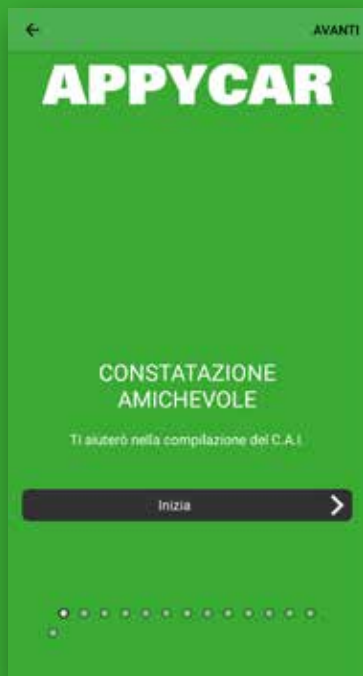 AVANTI
APPYCAR
CONSTATAZIONE
AMICHEVOLE
Ti aiuterò nella compilazione del C.A.I.
Inizia